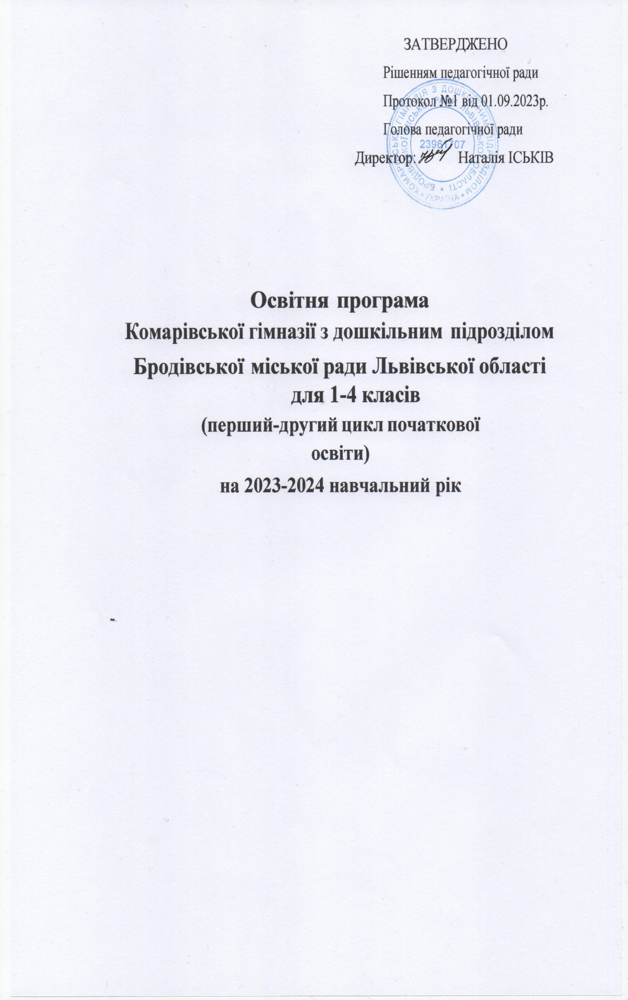 ЗАТВЕРДЖЕНО
Рішенням педагогічної ради
Протокол №1 від 01.09.2023р.
Голова педагогічної ради
Директор: Наталія ІСЬКІВ
КОМАРІВСЬКА ГІМНАЗІЯ З ДОШКІЛЬНИМ ПІДРОЗДІЛОМ
БРОДІВСЬКОЇ МІСЬКОЇ РАДИ ЛЬВІВСЬКОЇ ОБЛАСТІ
* УКРАЇНА *
23961707
Освітня програма
Комарівської гімназії з дошкільним підрозділом
Бродівської міської ради Львівської області
для 1-4 класів
(перший-другий цикл початкової
освіти)
на 2023-2024 навчальний рік